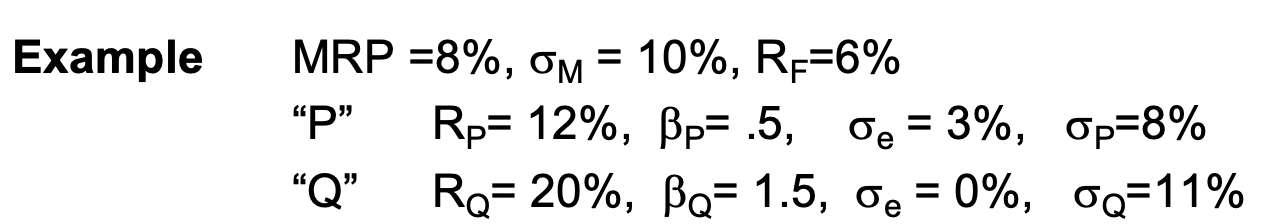 Example MRP =8%, σM = 10%, RF=6%
“P” RP= 12%, βP= .5, σe = 3%, σP=8%
“Q” RQ= 20%, βQ= 1.5, σe = 0%, σQ=11%